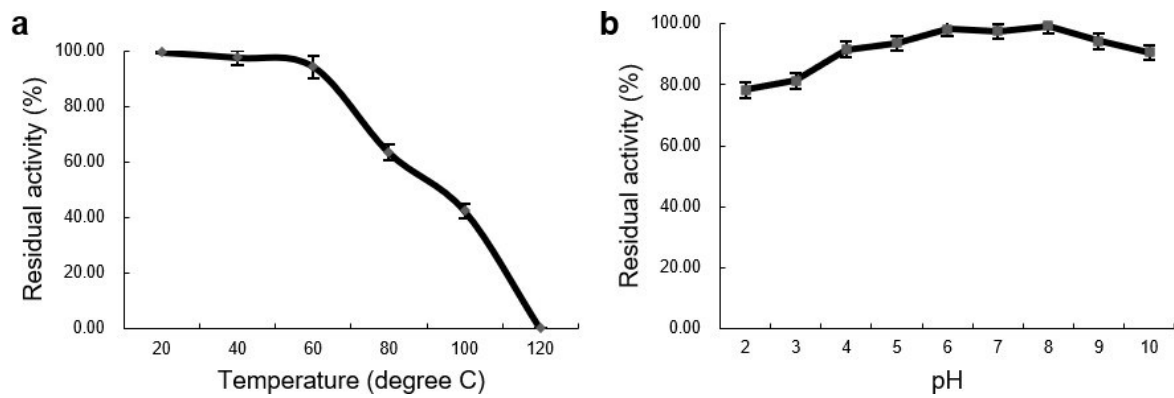 a
Residual activity (%)
100.00
80.00
60.00
40.00
20.00
0.00
20 40 60 80 100 120
Temperature (degree C)
b
Residual activity (%)
100.00
80.00
60.00
40.00
20.00
0.00
2 3 4 5 6 7 8 9 10
pH